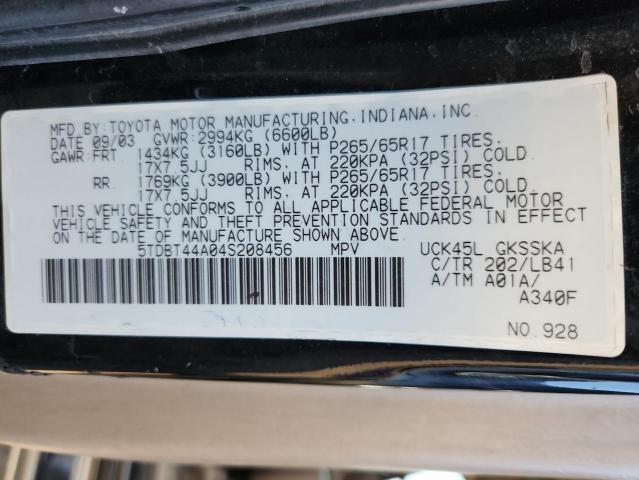 MFD.BY:TOYOTA MOTOR MANUFACTURING,INDIANA,INC.
DATE 09/03 GVWR:2994KG (6600LB)
GAWR:FRT 1434KG (3160LB) WITH P265/65R17 TIRES,
17X7.5JJ RIMS, AT 220KPA (32PSI) COLD
RR 1769KG (3900LB) WITH P265/65R17 TIRES,
17X7.5JJ RIMS, AT 220KPA (32PSI) COLD
THIS VEHICLE CONFORMS TO ALL APPLICABLE FEDERAL MOTOR
VEHICLE SAFETY AND THEFT PREVENTION STANDARDS IN EFFECT
ON THE DATE OF MANUFACTURE SHOWN ABOVE.
5TDBT44A04S208456 MPV UCK45L GKSSKA
C/TR 202/LB41
A/TM A01A/
A340F
NO.928